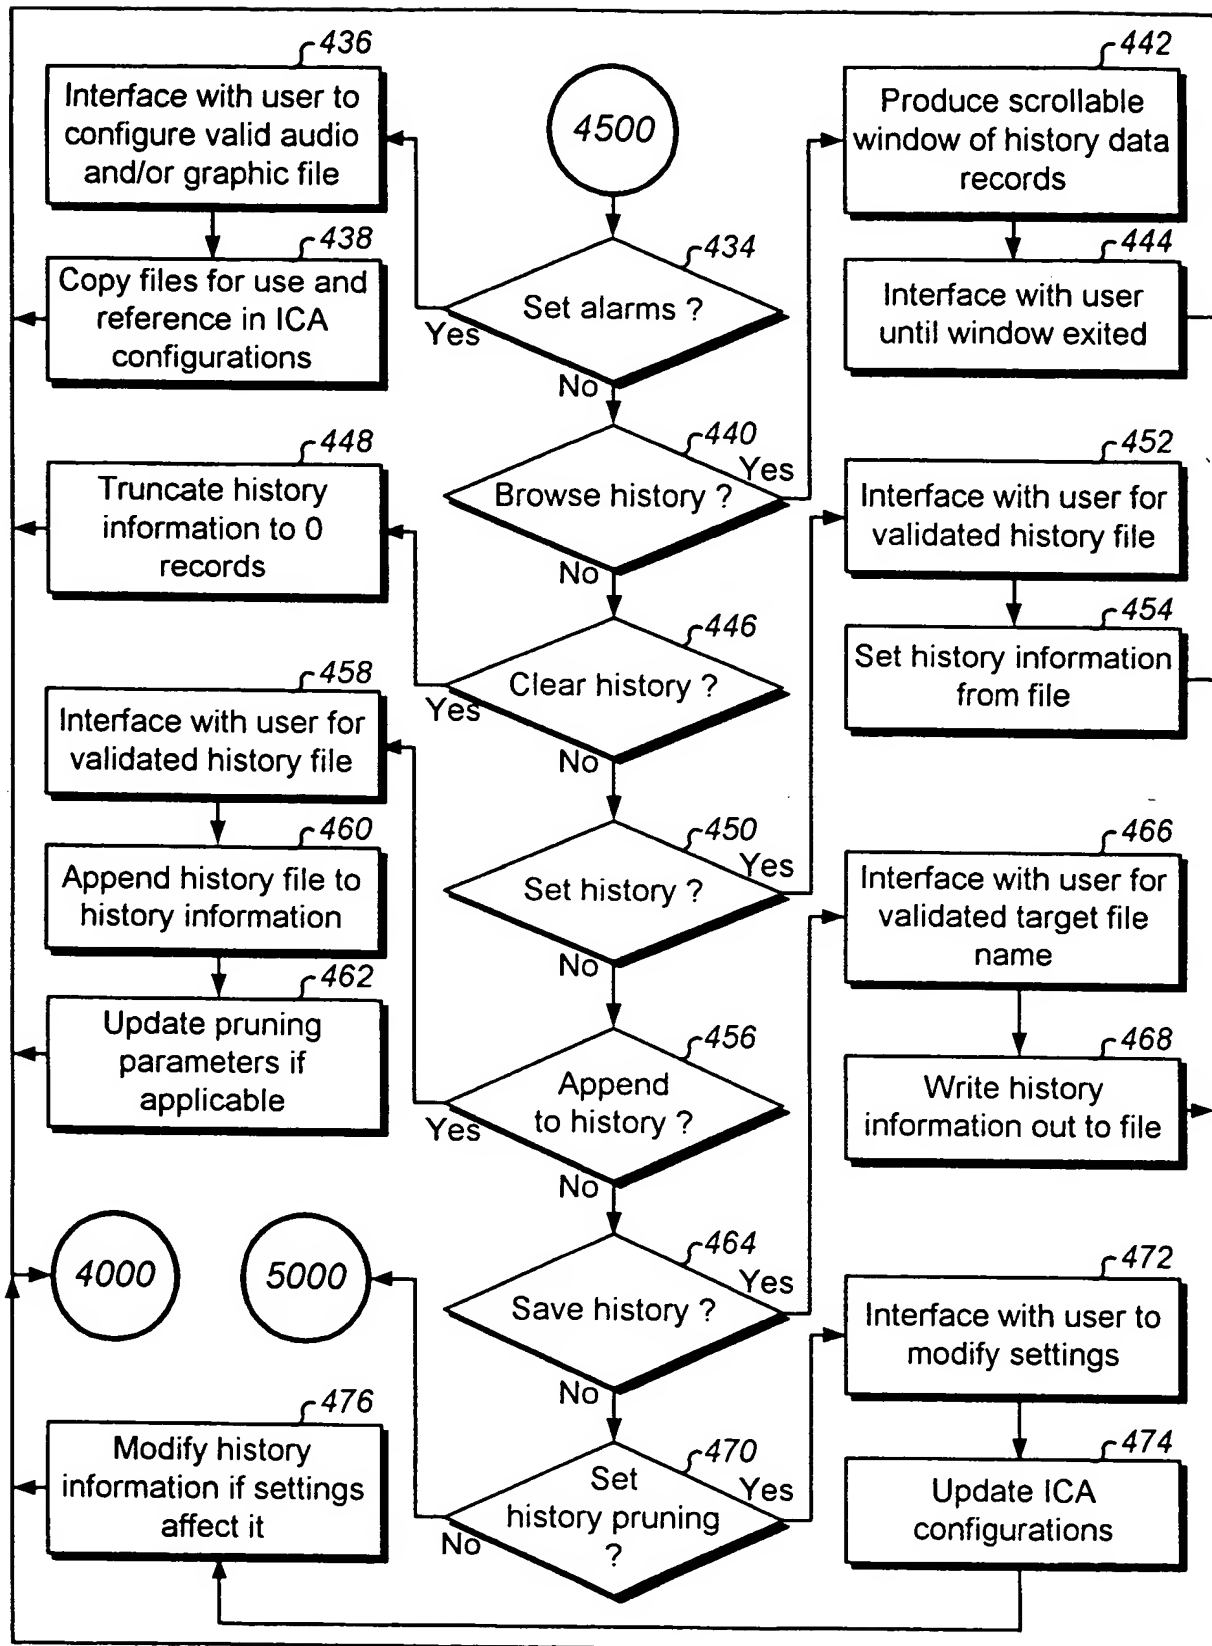 436
Interface with user to
configure valid audio
and/or graphic file
438
Copy files for use and
reference in ICA
configurations
448
Truncate history
information to 0
records
458
Interface with user for
validated history file
460
Append history file to
history information
462
Update pruning
parameters if
applicable
4000
5000
476
Modify history
information if settings
affect it
4500
434
Set alarms ?
Yes
No
440
Browse history ?
Yes
No
446
Clear history ?
Yes
No
450
Set history ?
Yes
No
456
Append
to history ?
Yes
No
464
Save history ?
Yes
No
470
Set
history pruning
?
Yes
No
442
Produce scrollable
window of history data
records
444
Interface with user
until window exited
452
Interface with user for
validated history file
454
Set history information
from file
466
Interface with user for
validated target file
name
468
Write history
information out to file
472
Interface with user to
modify settings
474
Update ICA
configurations